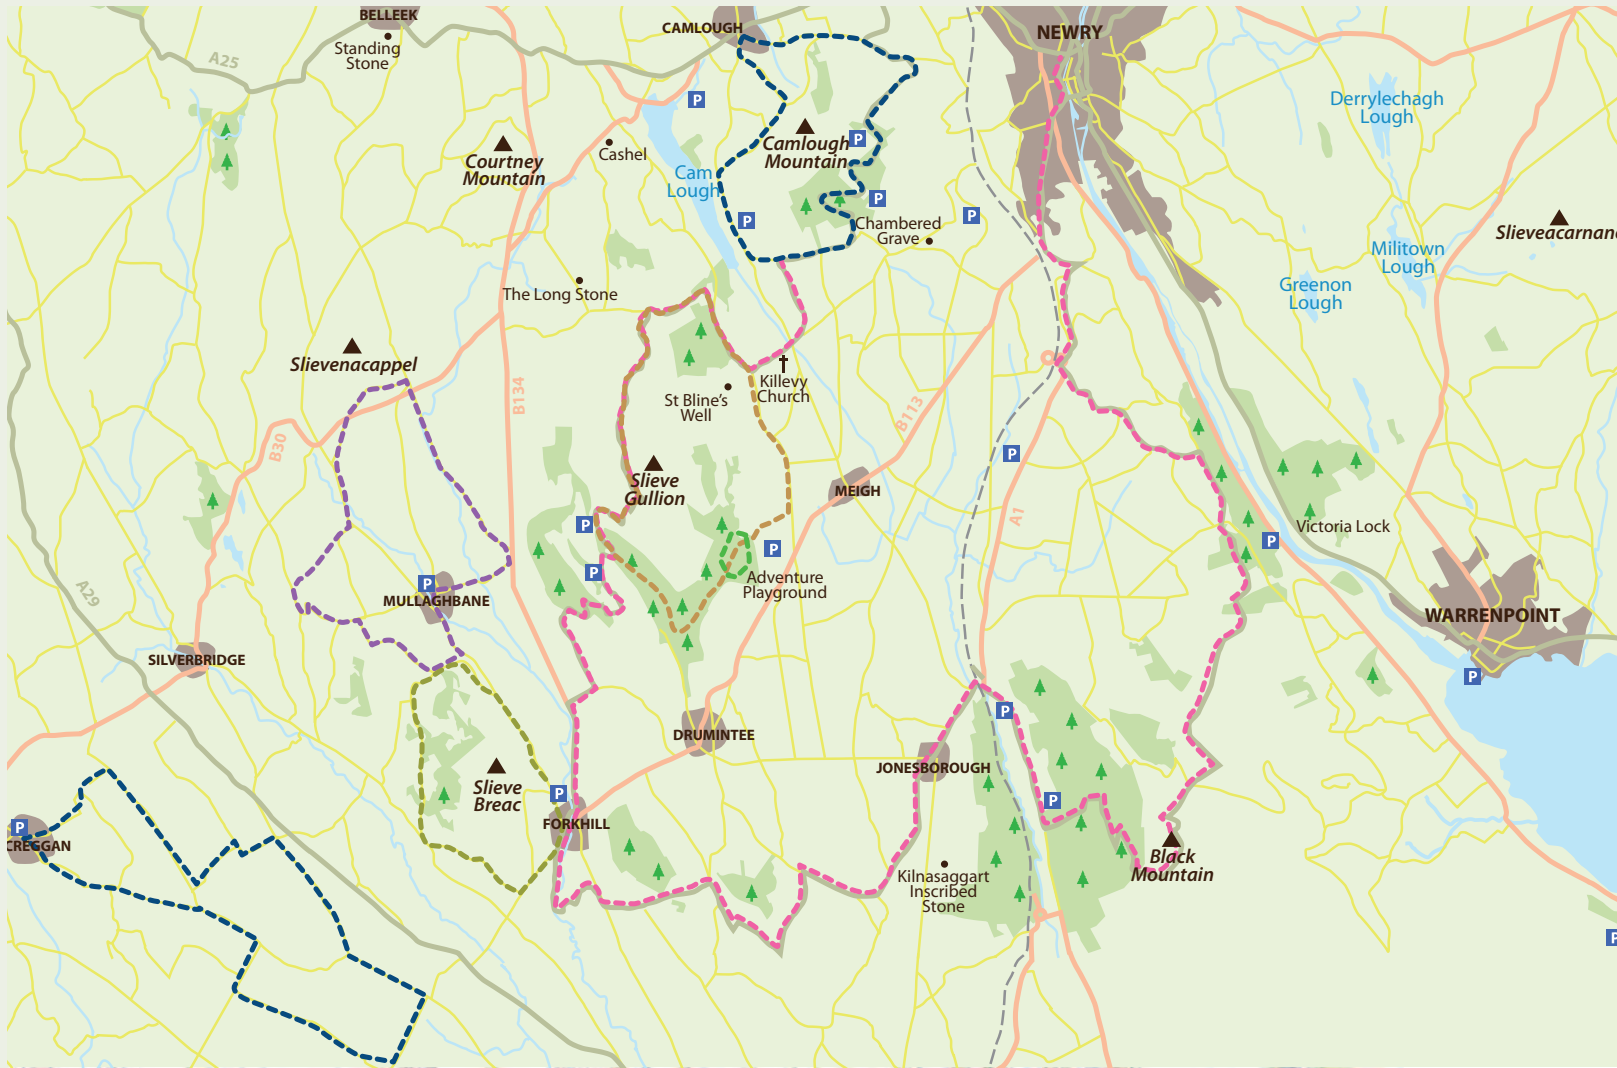 BELLEEK
Standing
Stone
A25
CAMLOUGH
NEWRY
P
Derrylechagh
Lough
Courtney
Mountain
Cashel
Camlough
Mountain
P
Cam
Lough
P
P
P
Chambered
Grave
Slieveacarnan
Militown
Lough
Greenon
Lough
The Long Stone
Slievenacappel
B134
St Bline's
Well
Killevy
Church
B113
B30
P
MEIGH
A1
Slieve
Gullion
P
P
P
Victoria Lock
P
Adventure
Playground
P
MULLAGHBANE
A29
WARRENPOINT
SILVERBRIDGE
P
P
DRUMINTEE
JONESBOROUGH
Slieve
Breac
P
P
FORKHILL
P
CREGGAN
Black
Mountain
Kilnasaggart
Inscribed
Stone
P